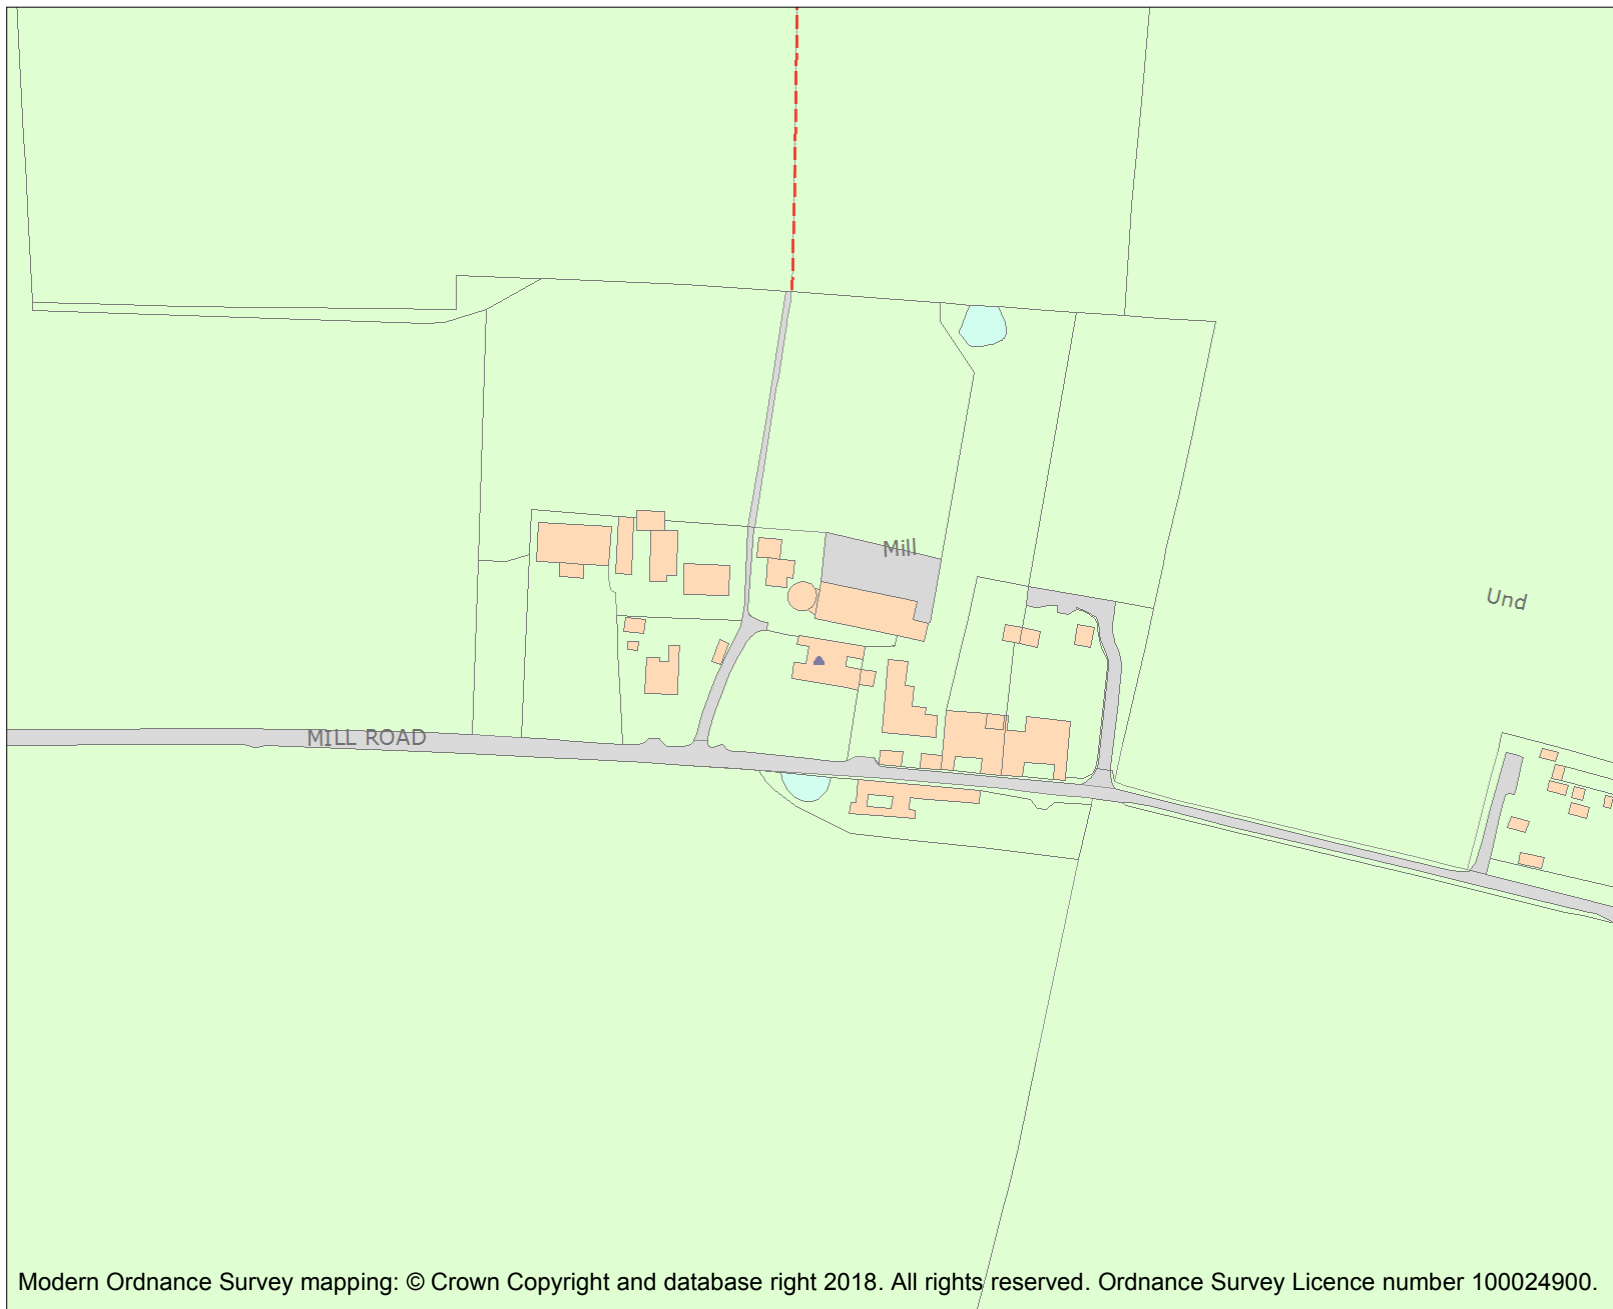 Mill
Und
MILL ROAD
Modern Ordnance Survey mapping: © Crown Copyright and database right 2018. All rights reserved. Ordnance Survey Licence number 100024900.